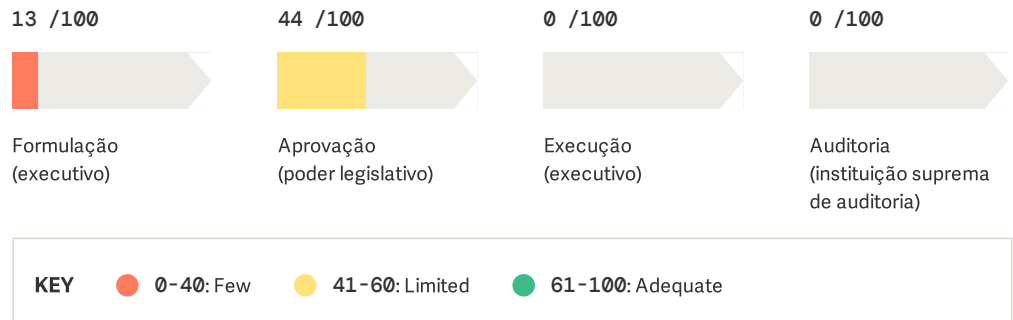 13 /100
44 /100
0 /100
0 /100
Formulação
(executivo)
Aprovação
(poder legislativo)
Execução
(executivo)
Auditoria
(instituição suprema
de auditoria)
KEY
0-40: Few
41-60: Limited
61-100: Adequate